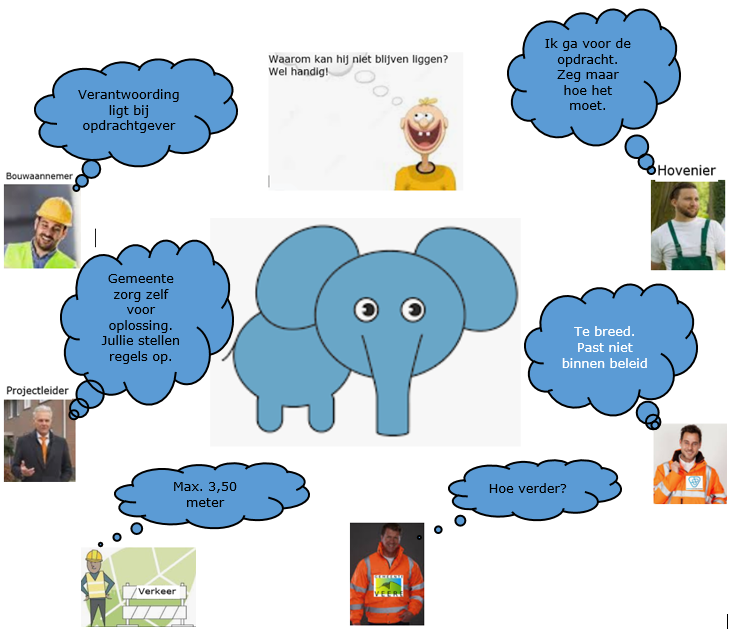 Waarom kan hij niet blijven liggen?
Wel handig!
Ik ga voor de
opdracht.
Zeg maar
hoe het
moet.
Verantwoording
ligt bij
opdrachtgever
Bouwaannemer
Hovenier
Gemeente
zorg zelf
voor
oplossing.
Jullie stellen
regels op.
Te breed.
Past niet
binnen beleid
Projectleider
Max. 3,50
meter
Hoe verder?
Verkeer
GEMEENTE
VEERE